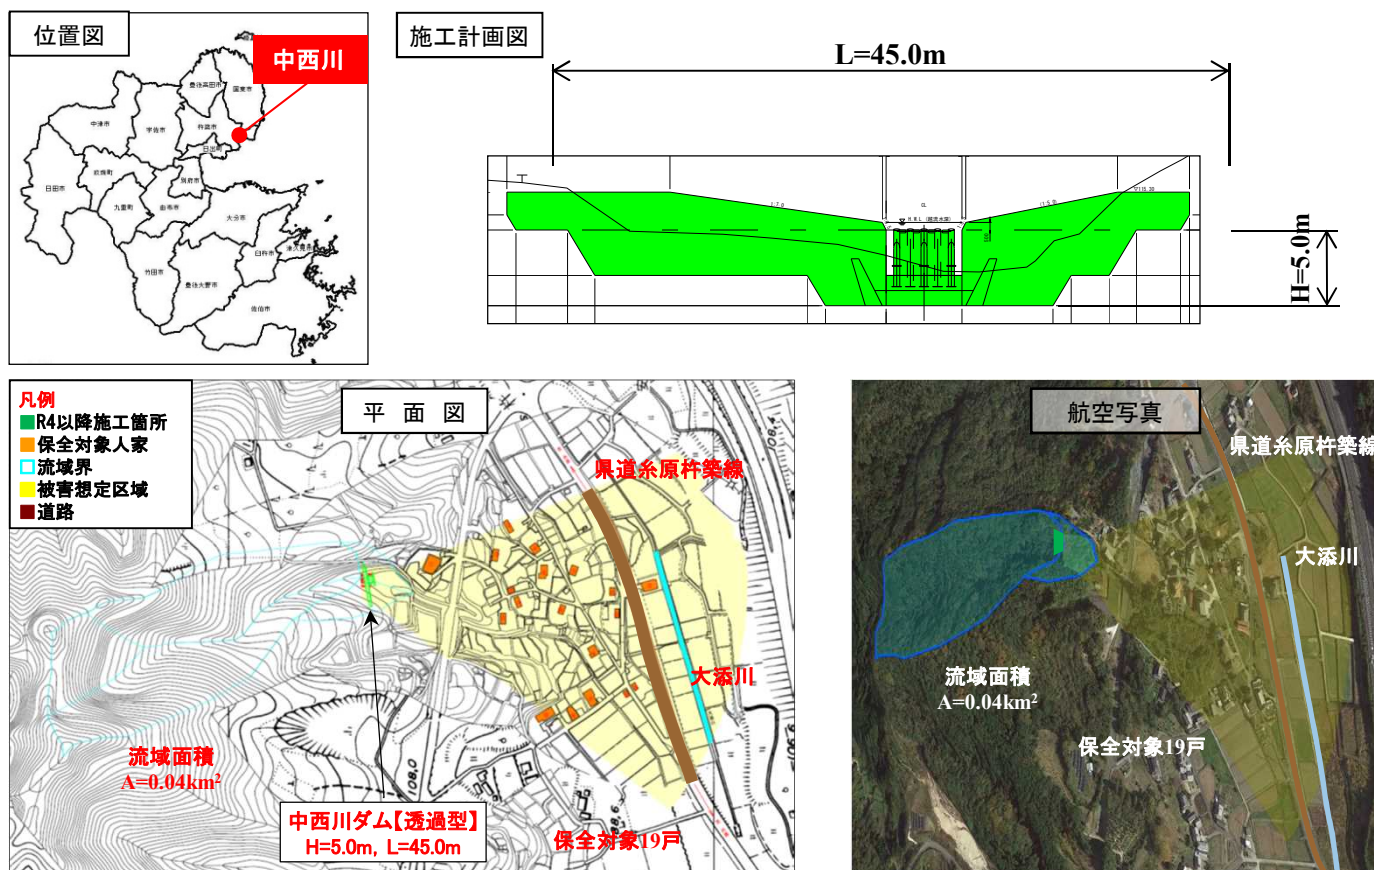 位置図
中西川
豊後高田市
国東市
中津市
宇佐市
杵築市
日出町
日田市
玖珠町
別府市
九重町
由布市
大分市
臼杵市
津久見市
竹田市
豊後大野市
佐伯市
施工計画図
L=45.0m
CL
H=5.0m
凡例
R4以降施工箇所
保全対象人家
流域界
被害想定区域
道路
平 面 図
県道糸原杵築線
大添川
流域面積
A=0.04km²
108.0
中西川ダム【透過型】
H=5.0m, L=45.0m
保全対象19戸
航空写真
県道糸原杵築線
大添川
流域面積
A=0.04km²
保全対象19戸